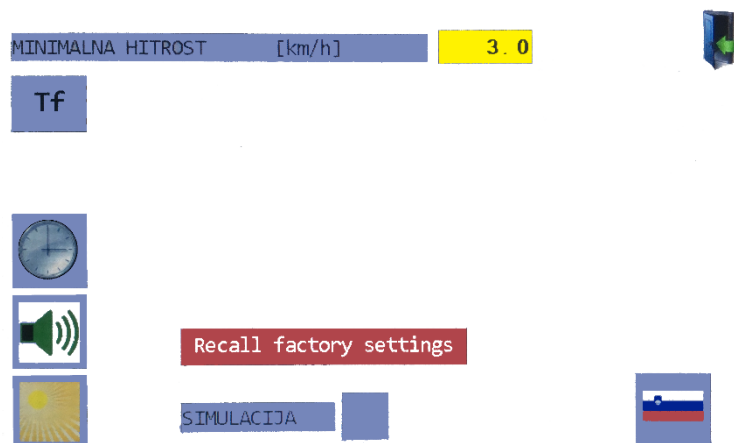 MINIMALNA HITROST [km/h] 3.0
Tf
Recall factory settings
SIMULACIJA